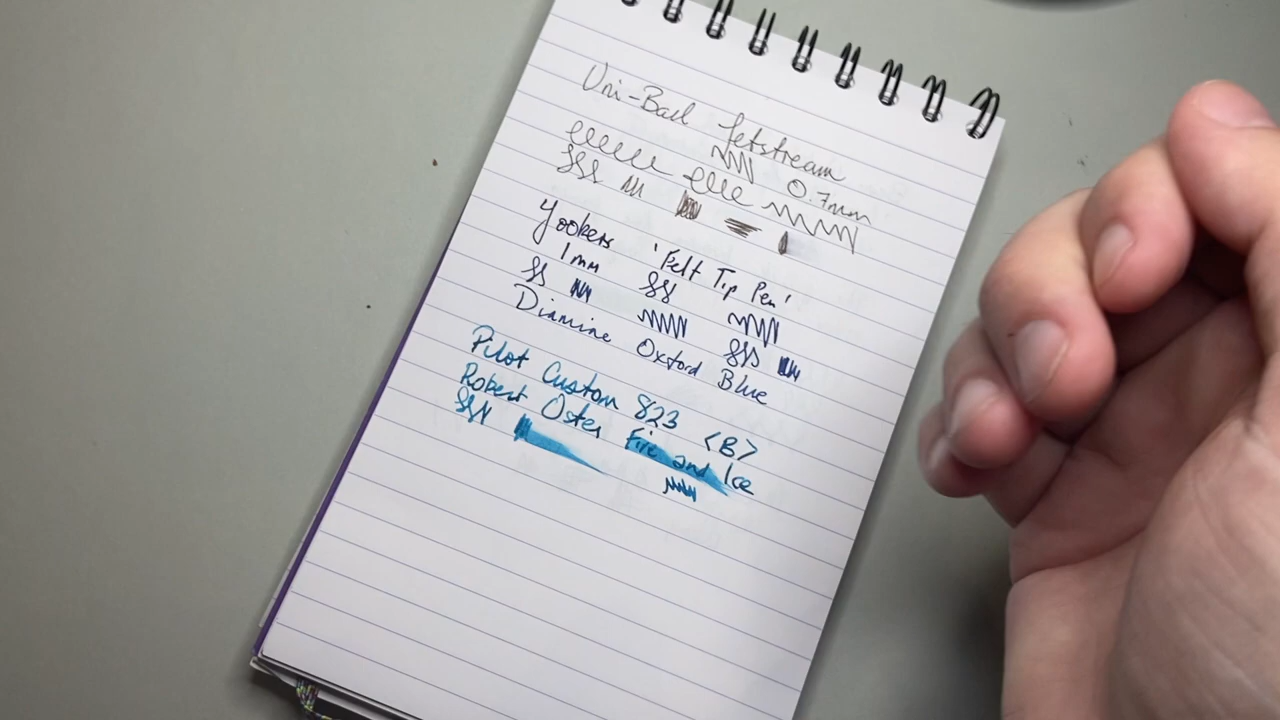 Uni-Ball Jetstream
0.7mm
Yookers 'Felt Tip Pen'
1mm
Diamine Oxford Blue
Pilot Custom 823 <B>
Robert Oster Fire and Ice